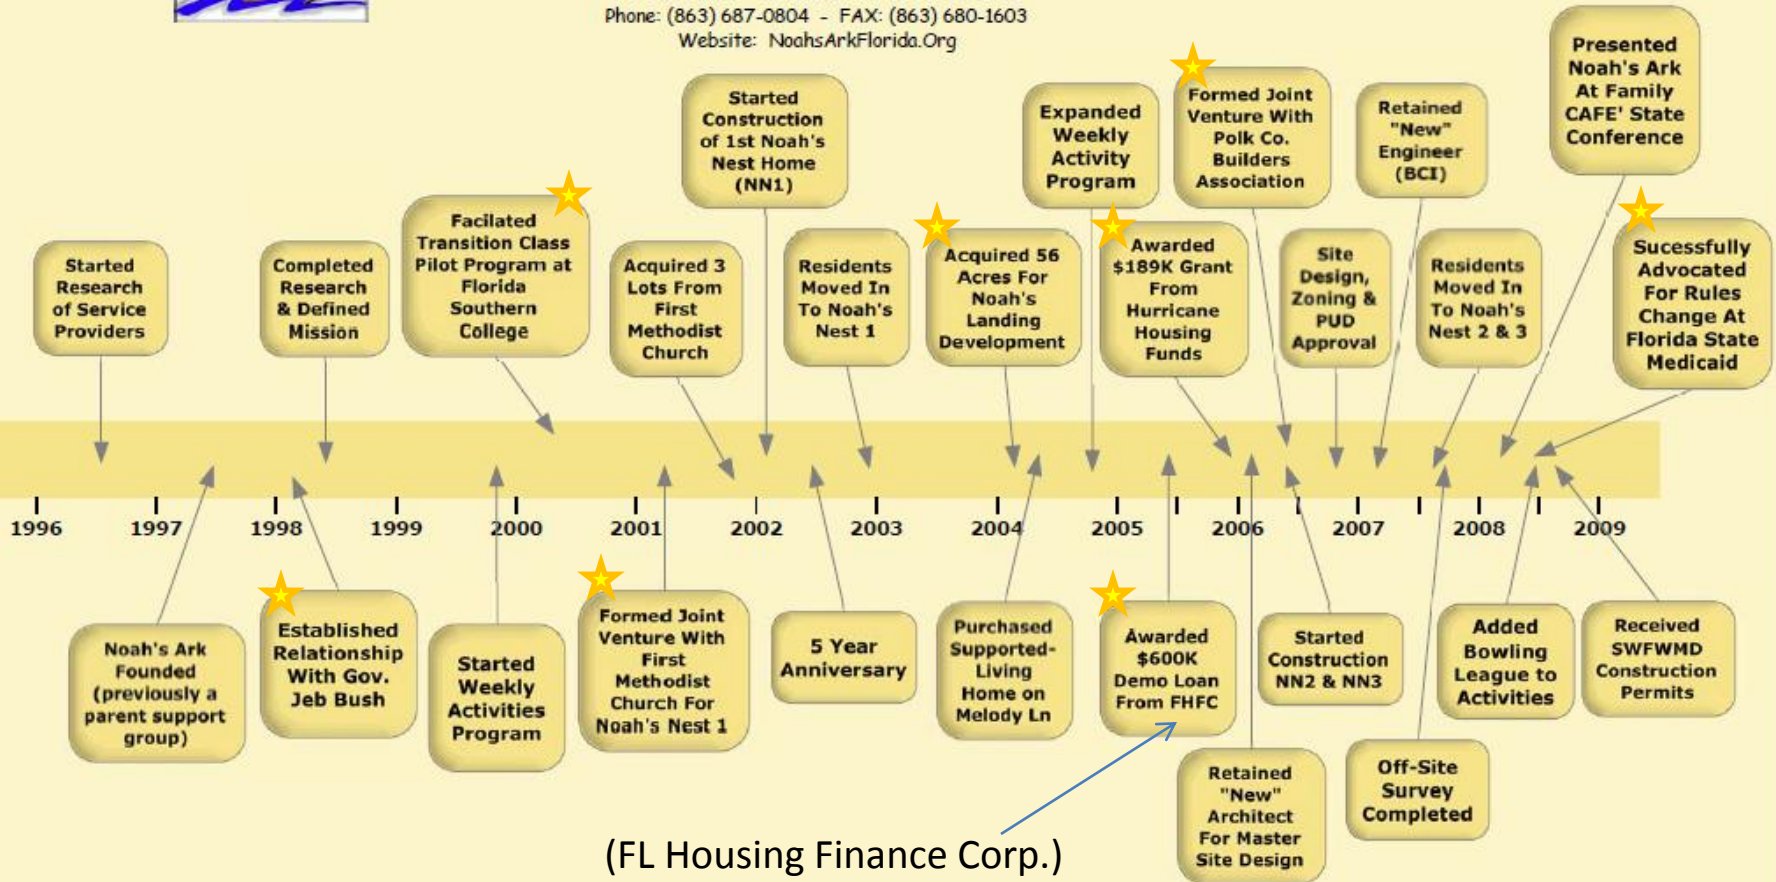 Phone: (863) 687-0804 - FAX: (863) 680-1603
Website: NoahsArkFlorida.Org
Started
Research
of Service
Providers
Completed
Research
& Defined
Mission
Facilated
Transition Class
Pilot Program at
Florida
Southern
College
Acquired 3
Lots From
First
Methodist
Church
Started
Construction
of 1st Noah's
Nest Home
(NN1)
Residents
Moved In
To Noah's
Nest 1
Acquired 56
Acres For
Noah's
Landing
Development
Expanded
Weekly
Activity
Program
Awarded
$189K Grant
From
Hurricane
Housing
Funds
Formed Joint
Venture With
Polk Co.
Builders
Association
Site
Design,
Zoning &
PUD
Approval
Retained
"New"
Engineer
(BCI)
Residents
Moved In
To Noah's
Nest 2 & 3
Presented
Noah's Ark
At Family
CAFE' State
Conference
Sucessfully
Advocated
For Rules
Change At
Florida State
Medicaid
1996 1997 1998 1999 2000 2001 2002 2003 2004 2005 2006 2007 2008 2009
Noah's Ark
Founded
(previously a
parent support
group)
Established
Relationship
With Gov.
Jeb Bush
Started
Weekly
Activities
Program
Formed Joint
Venture With
First
Methodist
Church For
Noah's Nest 1
5 Year
Anniversary
Purchased
Supported-
Living
Home on
Melody Ln
Awarded
$600K
Demo Loan
From FHFC
Retained
"New"
Architect
For Master
Site Design
Started
Construction
NN2 & NN3
Off-Site
Survey
Completed
Added
Bowling
League to
Activities
Received
SWFWMD
Construction
Permits
(FL Housing Finance Corp.)